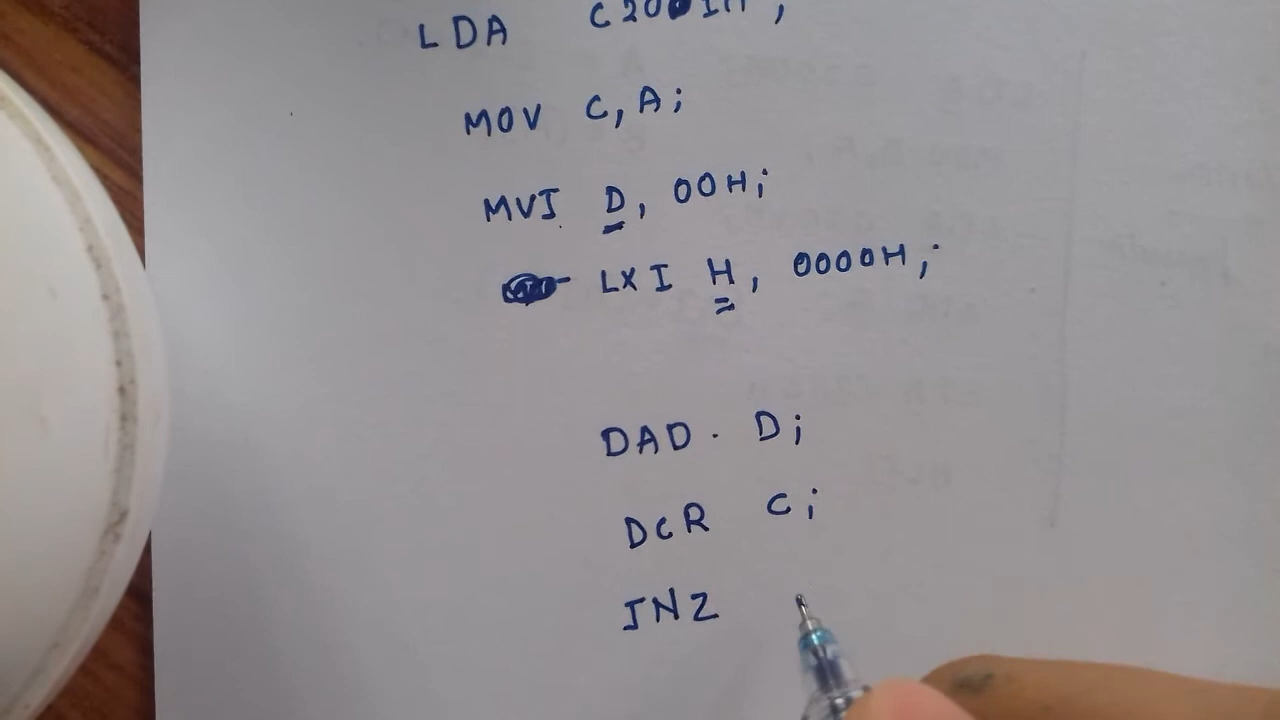 LDA
MOV C, A;
MVI D, 00H;
LXI H, 0000H;
DAD D;
DCR C;
JNZ